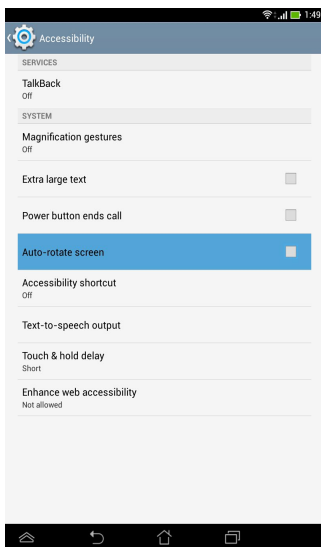 1:49
Accessibility
SERVICES
TalkBack
Off
SYSTEM
Magnification gestures
Off
Extra large text
Power button ends call
Auto-rotate screen
Accessibility shortcut
Off
Text-to-speech output
Touch & hold delay
Short
Enhance web accessibility
Not allowed